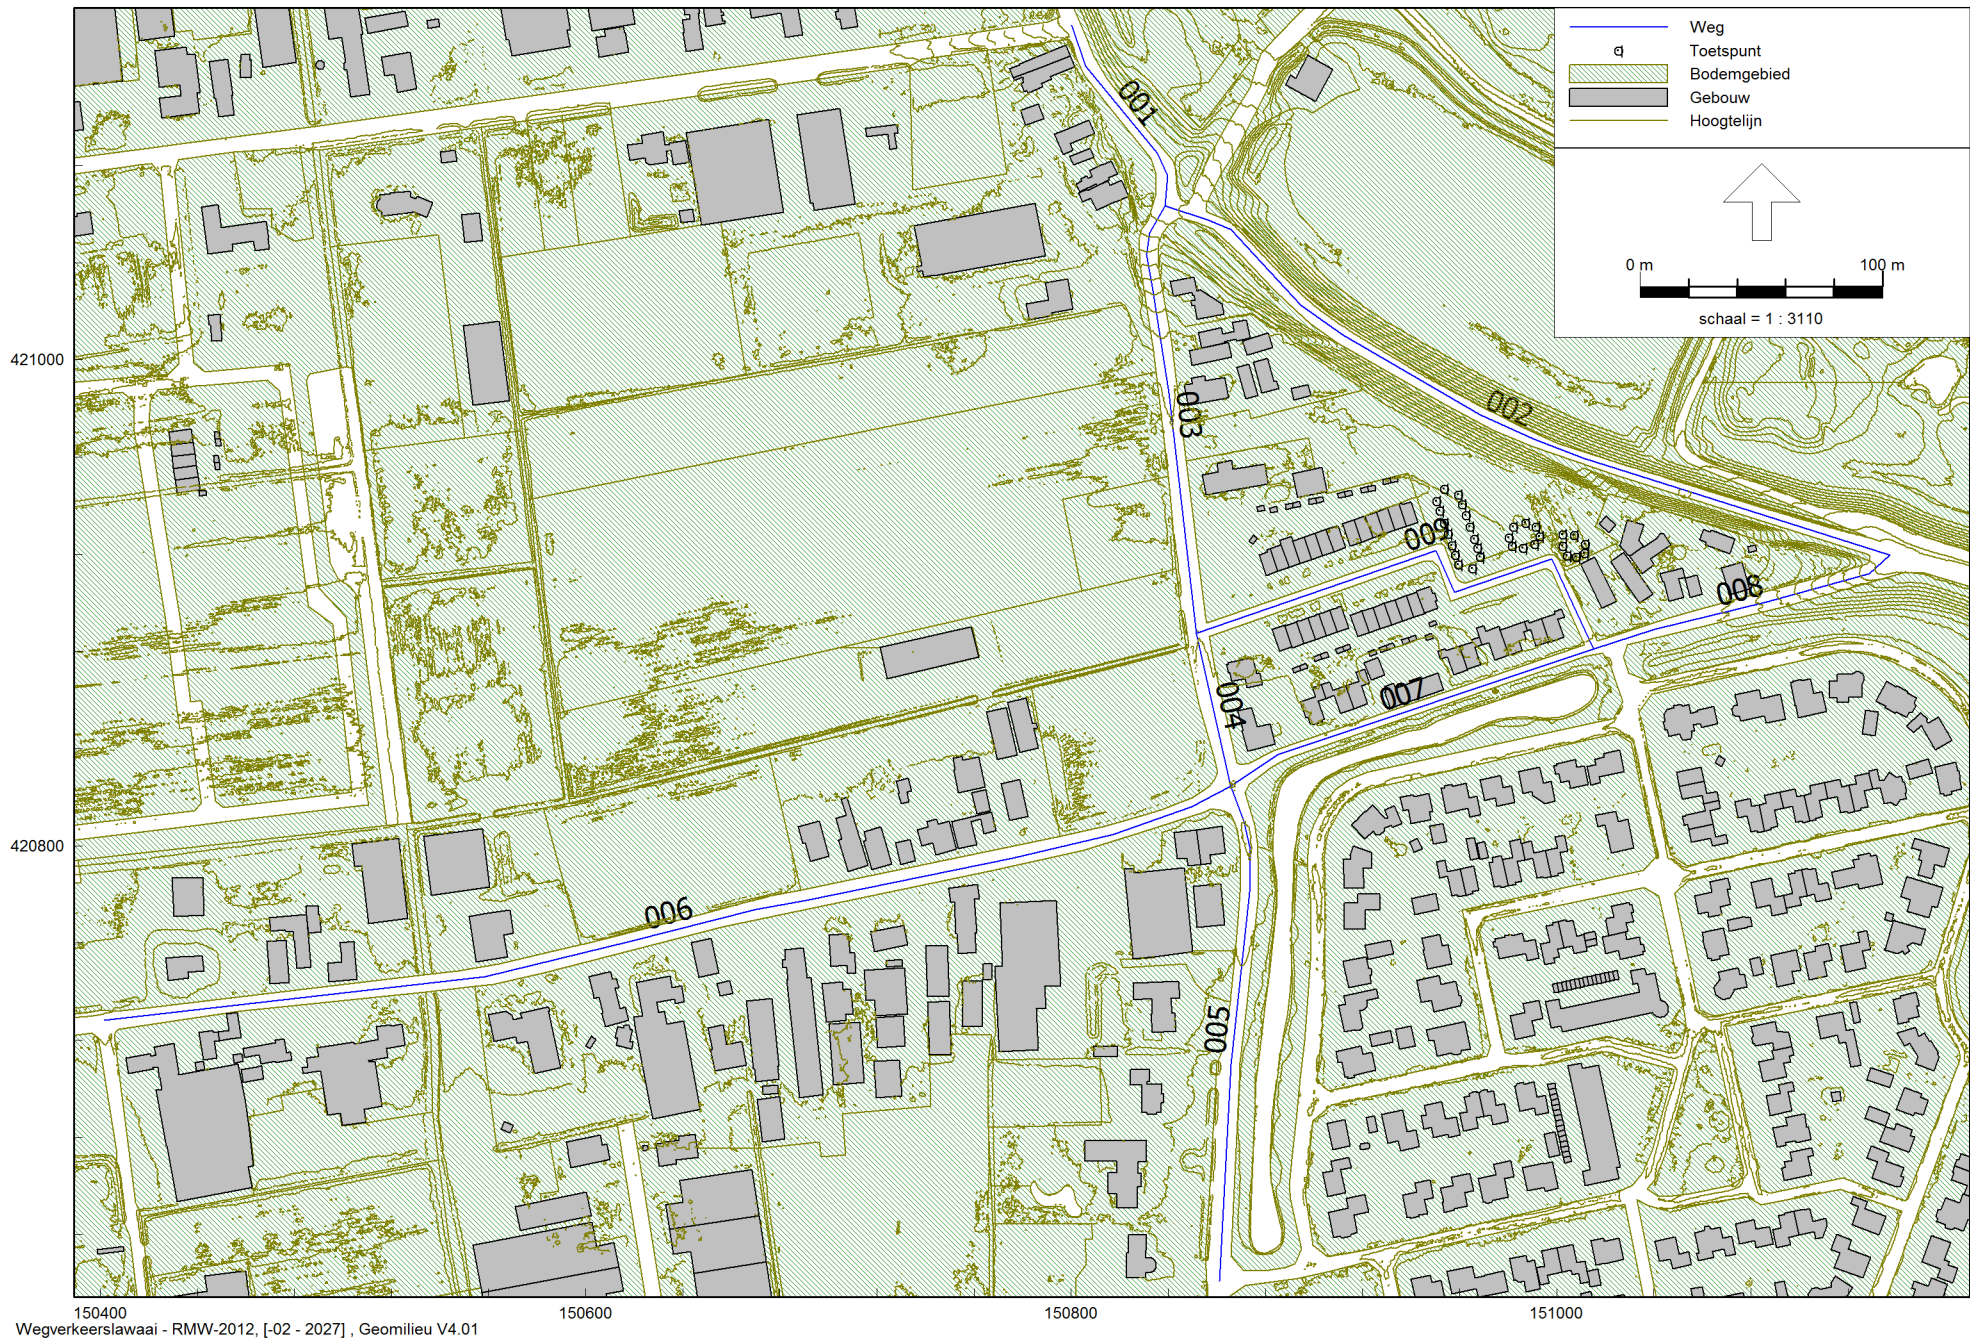 Weg
Toetspunt
Bodemgebied
Gebouw
Hoogtelijn
0 m 100 m
schaal = 1 : 3110
001
002
003
009
008
004
007
006
005
421000
420800
150400 150600 150800 151000
Wegverkeerslawaai - RMW-2012, [-02 - 2027] , Geomilieu V4.01